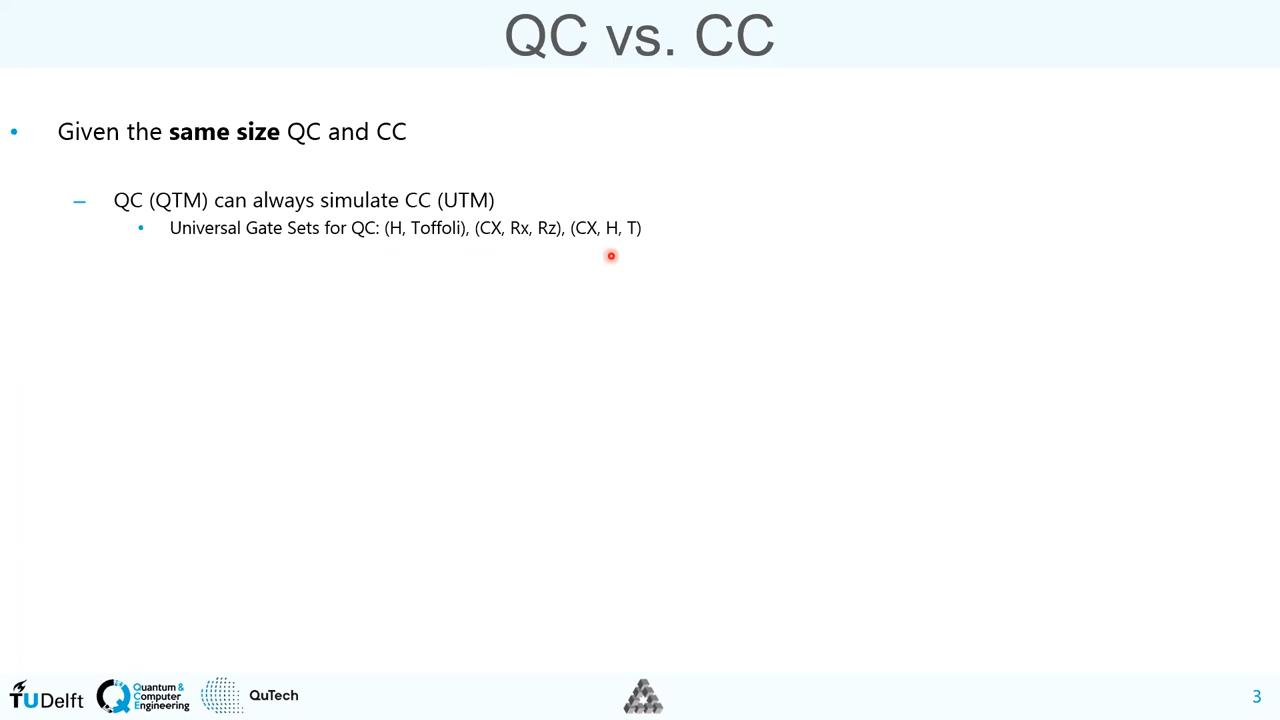 QC vs. CC
• Given the same size QC and CC
– QC (QTM) can always simulate CC (UTM)
• Universal Gate Sets for QC: (H, Toffoli), (CX, Rx, Rz), (CX, H, T)
TUDelft
Quantum &
Computer
Engineering
QuTech
3